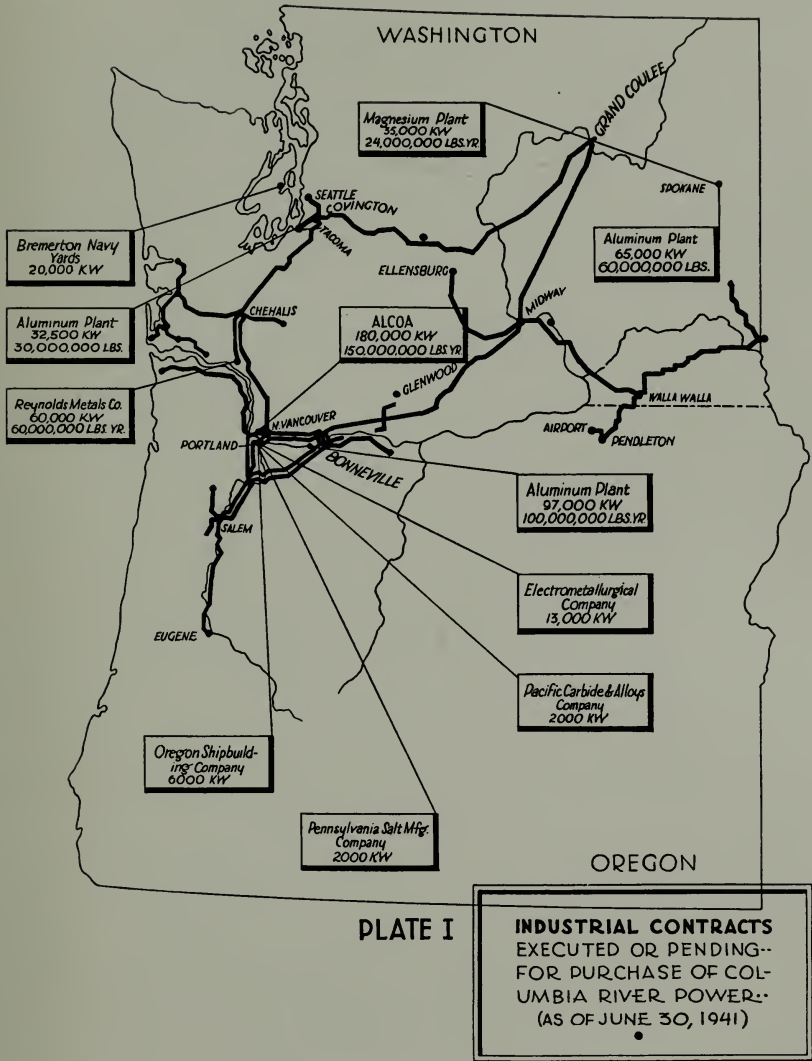 WASHINGTON
GRAND COULEE
Magnesium Plant
35,000 KW
24,000,000 LBS.YR.
SPOKANE
SEATTLE
COVINGTON
TACOMA
Bremerton Navy
Yards
20,000 KW
ELLENSBURG
Aluminum Plant
65,000 KW
60,000,000 LBS.
MIDWAY
CHEHALIS
Aluminum Plant
32,500 KW
30,000,000 LBS.
ALCOA
180,000 KW
150,000,000 LBS.YR
GLENWOOD
Reynolds Metals Co.
60,000 KW
60,000,000 LBS. YR.
WALLA WALLA
N.VANCOUVER
PORTLAND
BONNEVILLE
AIRPORT
PENDLETON
Aluminum Plant
97,000 KW
100,000,000 LBS.YR
SALEM
Electrometallurgical
Company
13,000 KW
EUGENE
Pacific Carbide & Alloys
Company
2000 KW
Oregon Shipbuild-
ing Company
6000 KW
Pennsylvania Salt Mfg.
Company
2000 KW
OREGON
PLATE I
INDUSTRIAL CONTRACTS
EXECUTED OR PENDING--
FOR PURCHASE OF COL-
UMBIA RIVER POWER--
(AS OF JUNE 30, 1941)